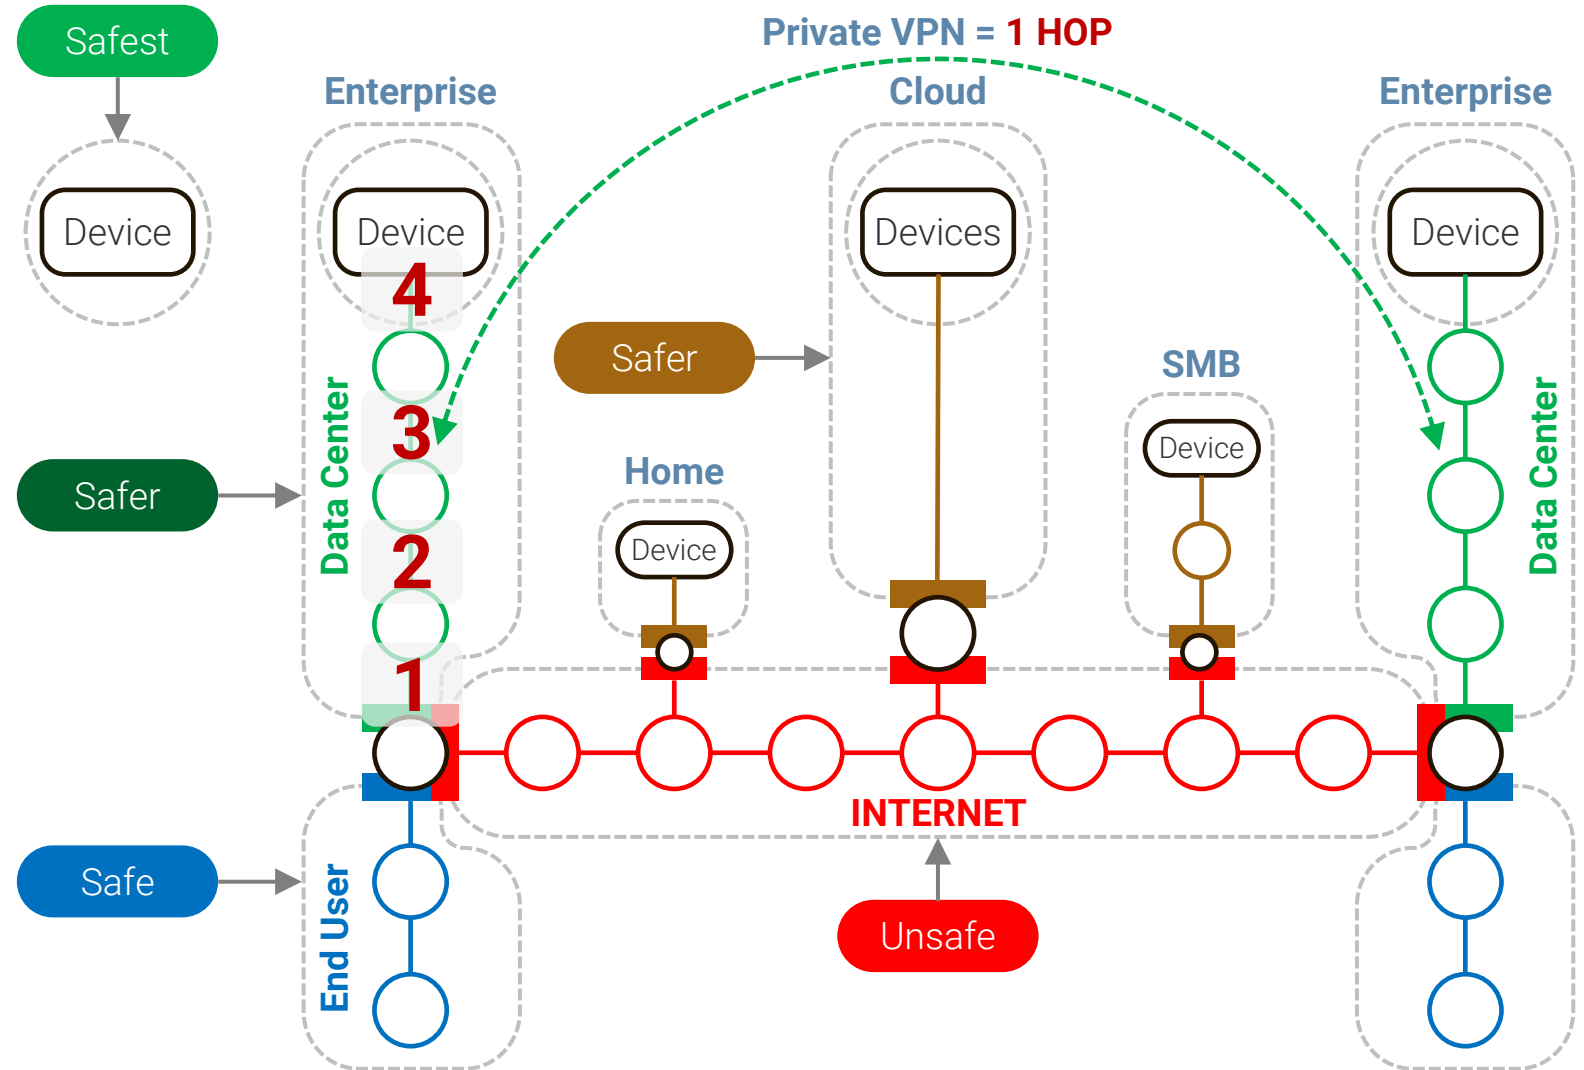 Safest
Private VPN = 1 HOP
Enterprise
Cloud
Enterprise
Device
Device
Devices
Device
4
Safer
SMB
3
Device
Data Center
Data Center
Home
Safer
Device
2
1
INTERNET
Safe
End User
Unsafe